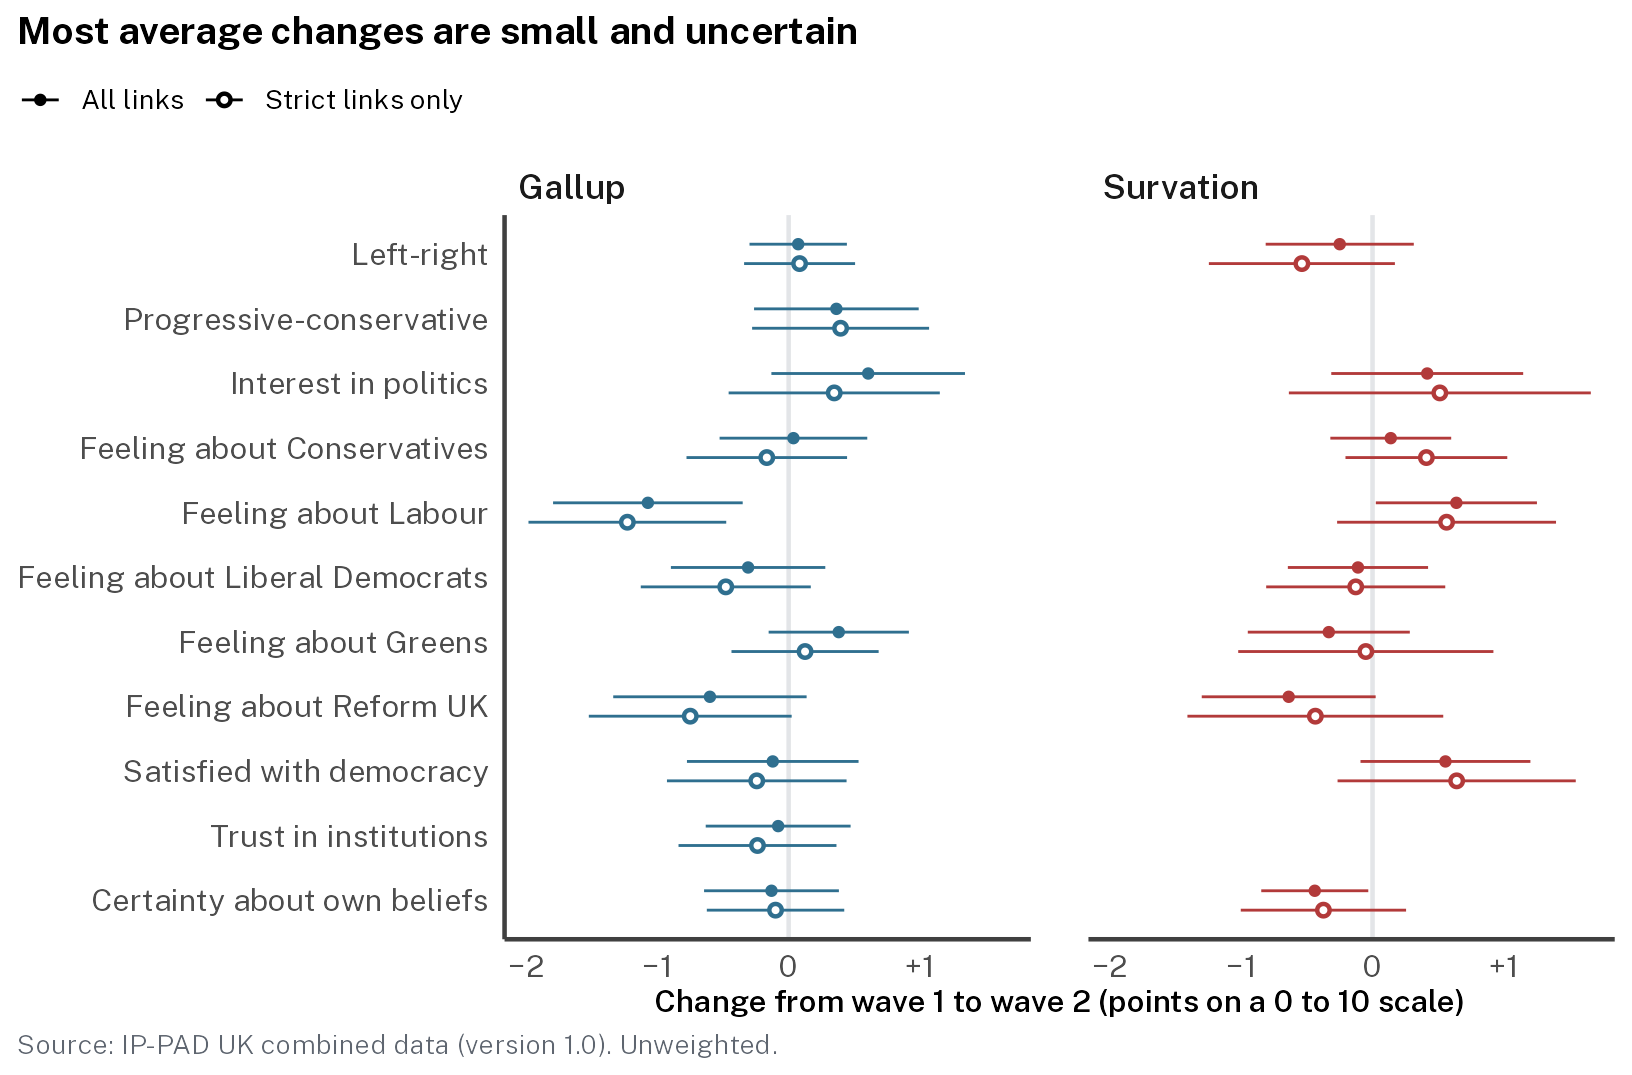 Most average changes are small and uncertain
All links Strict links only
Gallup Survation
Left-right
Progressive-conservative
Interest in politics
Feeling about Conservatives
Feeling about Labour
Feeling about Liberal Democrats
Feeling about Greens
Feeling about Reform UK
Satisfied with democracy
Trust in institutions
Certainty about own beliefs
−2 −1 0 +1 −2 −1 0 +1
Change from wave 1 to wave 2 (points on a 0 to 10 scale)
Source: IP-PAD UK combined data (version 1.0). Unweighted.